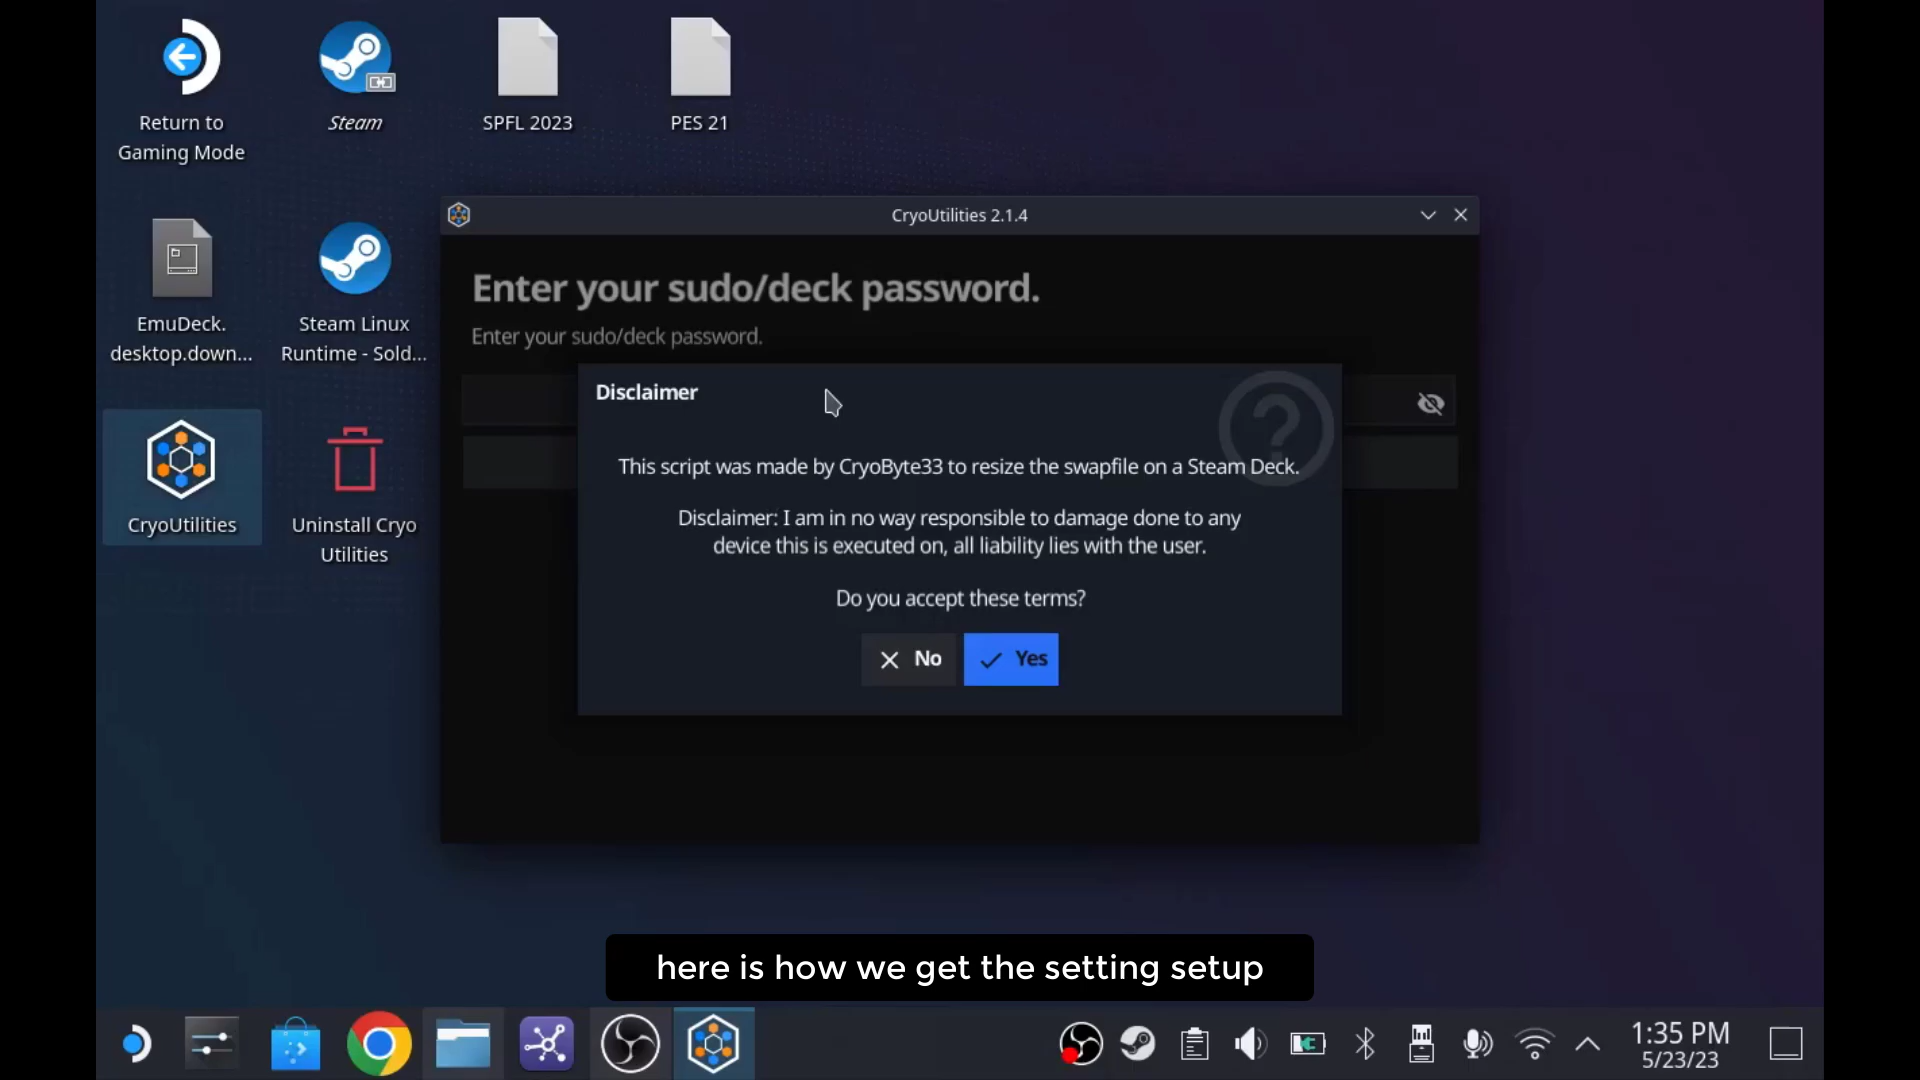 Return to
Gaming Mode
Steam
SPFL 2023
PES 21
CryoUtilities 2.1.4
Enter your sudo/deck password.
Enter your sudo/deck password.
EmuDeck.
desktop.down...
Steam Linux
Runtime - Sold...
Disclaimer
This script was made by CryoByte33 to resize the swapfile on a Steam Deck.
Disclaimer: I am in no way responsible to damage done to any
device this is executed on, all liability lies with the user.
Do you accept these terms?
No
Yes
CryoUtilities
Uninstall Cryo
Utilities
here is how we get the setting setup
1:35 PM
5/23/23